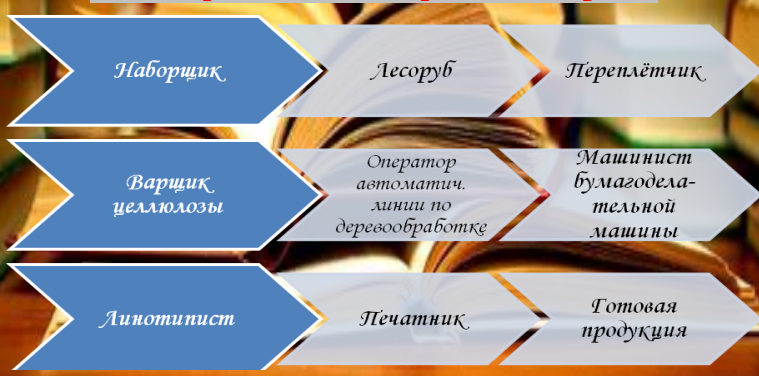 Наборщик
Лесоруб
Переплётчик
Варщик
целлюлозы
Оператор
автоматич.
линии по
деревообработке
Машинист
бумагодела-
тельной
машины
Линотипист
Печатник
Готовая
продукция